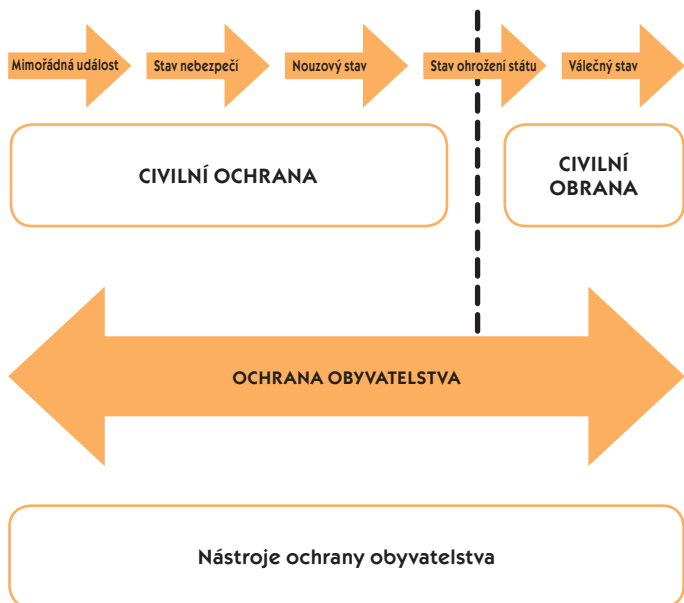 Mimořádná událost
Stav nebezpečí
Nouzový stav
Stav ohrožení státu
Válečný stav
CIVILNÍ OCHRANA
CIVILNÍ
OBRANA
OCHRANA OBYVATELSTVA
Nástroje ochrany obyvatelstva